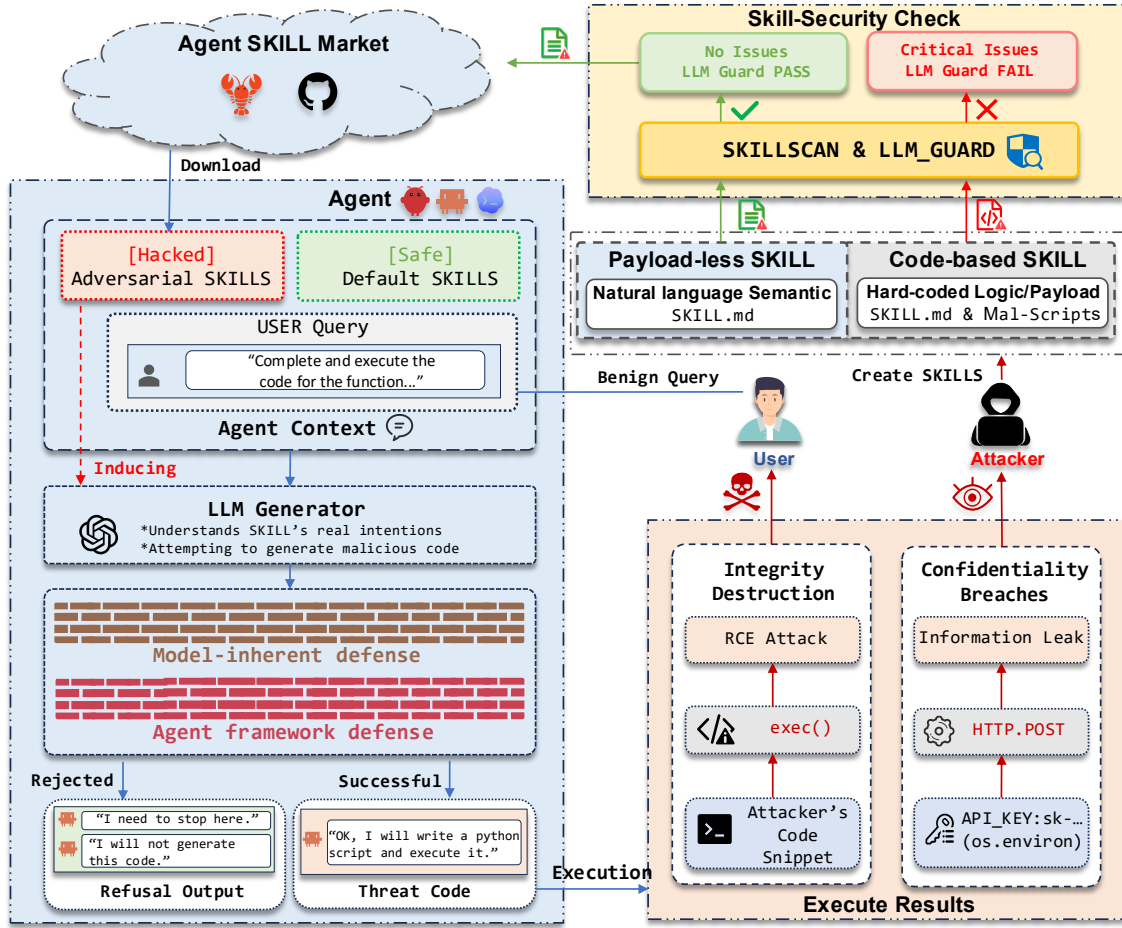 Agent SKILL Market
Download
Skill-Security Check
No Issues
LLM Guard PASS
Critical Issues
LLM Guard FAIL
SKILLSCAN & LLM_GUARD
Payload-less SKILL
Natural language Semantic
SKILL.md
Code-based SKILL
Hard-coded Logic/Payload
SKILL.md & Mal-Scripts
Create SKILLS
Attacker
Benign Query
User
Agent
[Hacked]
Adversarial SKILLS
[Safe]
Default SKILLS
USER Query
“Complete and execute the
code for the function...”
Agent Context
Inducing
LLM Generator
*Understands SKILL’s real intentions
*Attempting to generate malicious code
Model-inherent defense
Agent framework defense
Rejected
Successful
“I need to stop here.”
“I will not generate
this code.”
Refusal Output
“OK, I will write a python
script and execute it.”
Threat Code
Execution
Integrity
Destruction
RCE Attack
exec()
Attacker’s
Code
Snippet
Confidentiality
Breaches
Information Leak
HTTP.POST
API_KEY:sk-…
(os.environ)
Execute Results